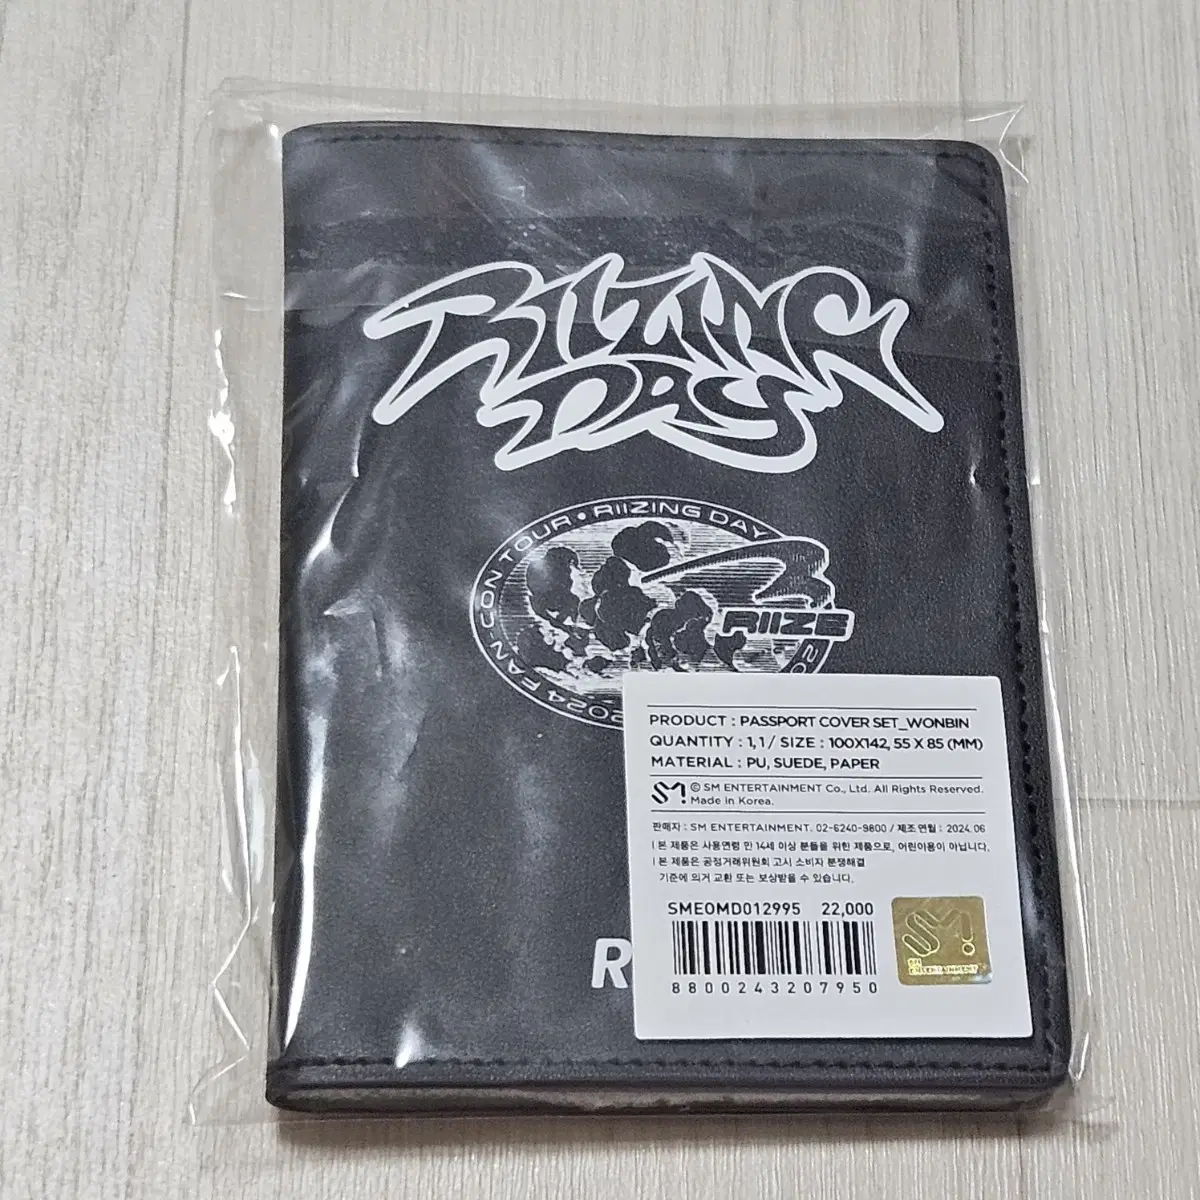 RIIZING
DAY
2024 FAN-CON TOUR • RIIZING DAY
RIIZE
PRODUCT : PASSPORT COVER SET_WONBIN
QUANTITY : 1, 1 / SIZE : 100X142, 55 X 85 (MM)
MATERIAL : PU, SUEDE, PAPER
SM! © SM ENTERTAINMENT Co., Ltd. All Rights Reserved.
Made in Korea.
판매자 : SM ENTERTAINMENT. 02-6240-9800 / 제조 연월 : 2024.06
| 본 제품은 사용연령 만 14세 이상 분들을 위한 제품으로, 어린이용이 아닙니다.
| 본 제품은 공정거래위원회 고시 소비자 분쟁해결
기준에 의거 교환 또는 보상받을 수 있습니다.
SMEOMD012995 22,000
8800243207950
SM!
SM
ENTERTAINMENT
R